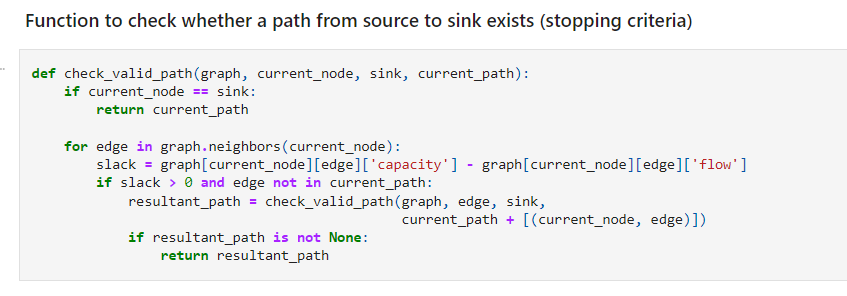 Function to check whether a path from source to sink exists (stopping criteria)
def check_valid_path(graph, current_node, sink, current_path):
    if current_node == sink:
        return current_path

    for edge in graph.neighbors(current_node):
        slack = graph[current_node][edge]['capacity'] - graph[current_node][edge]['flow']
        if slack > 0 and edge not in current_path:
            resultant_path = check_valid_path(graph, edge, sink,
                                              current_path + [(current_node, edge)])
            if resultant_path is not None:
                return resultant_path